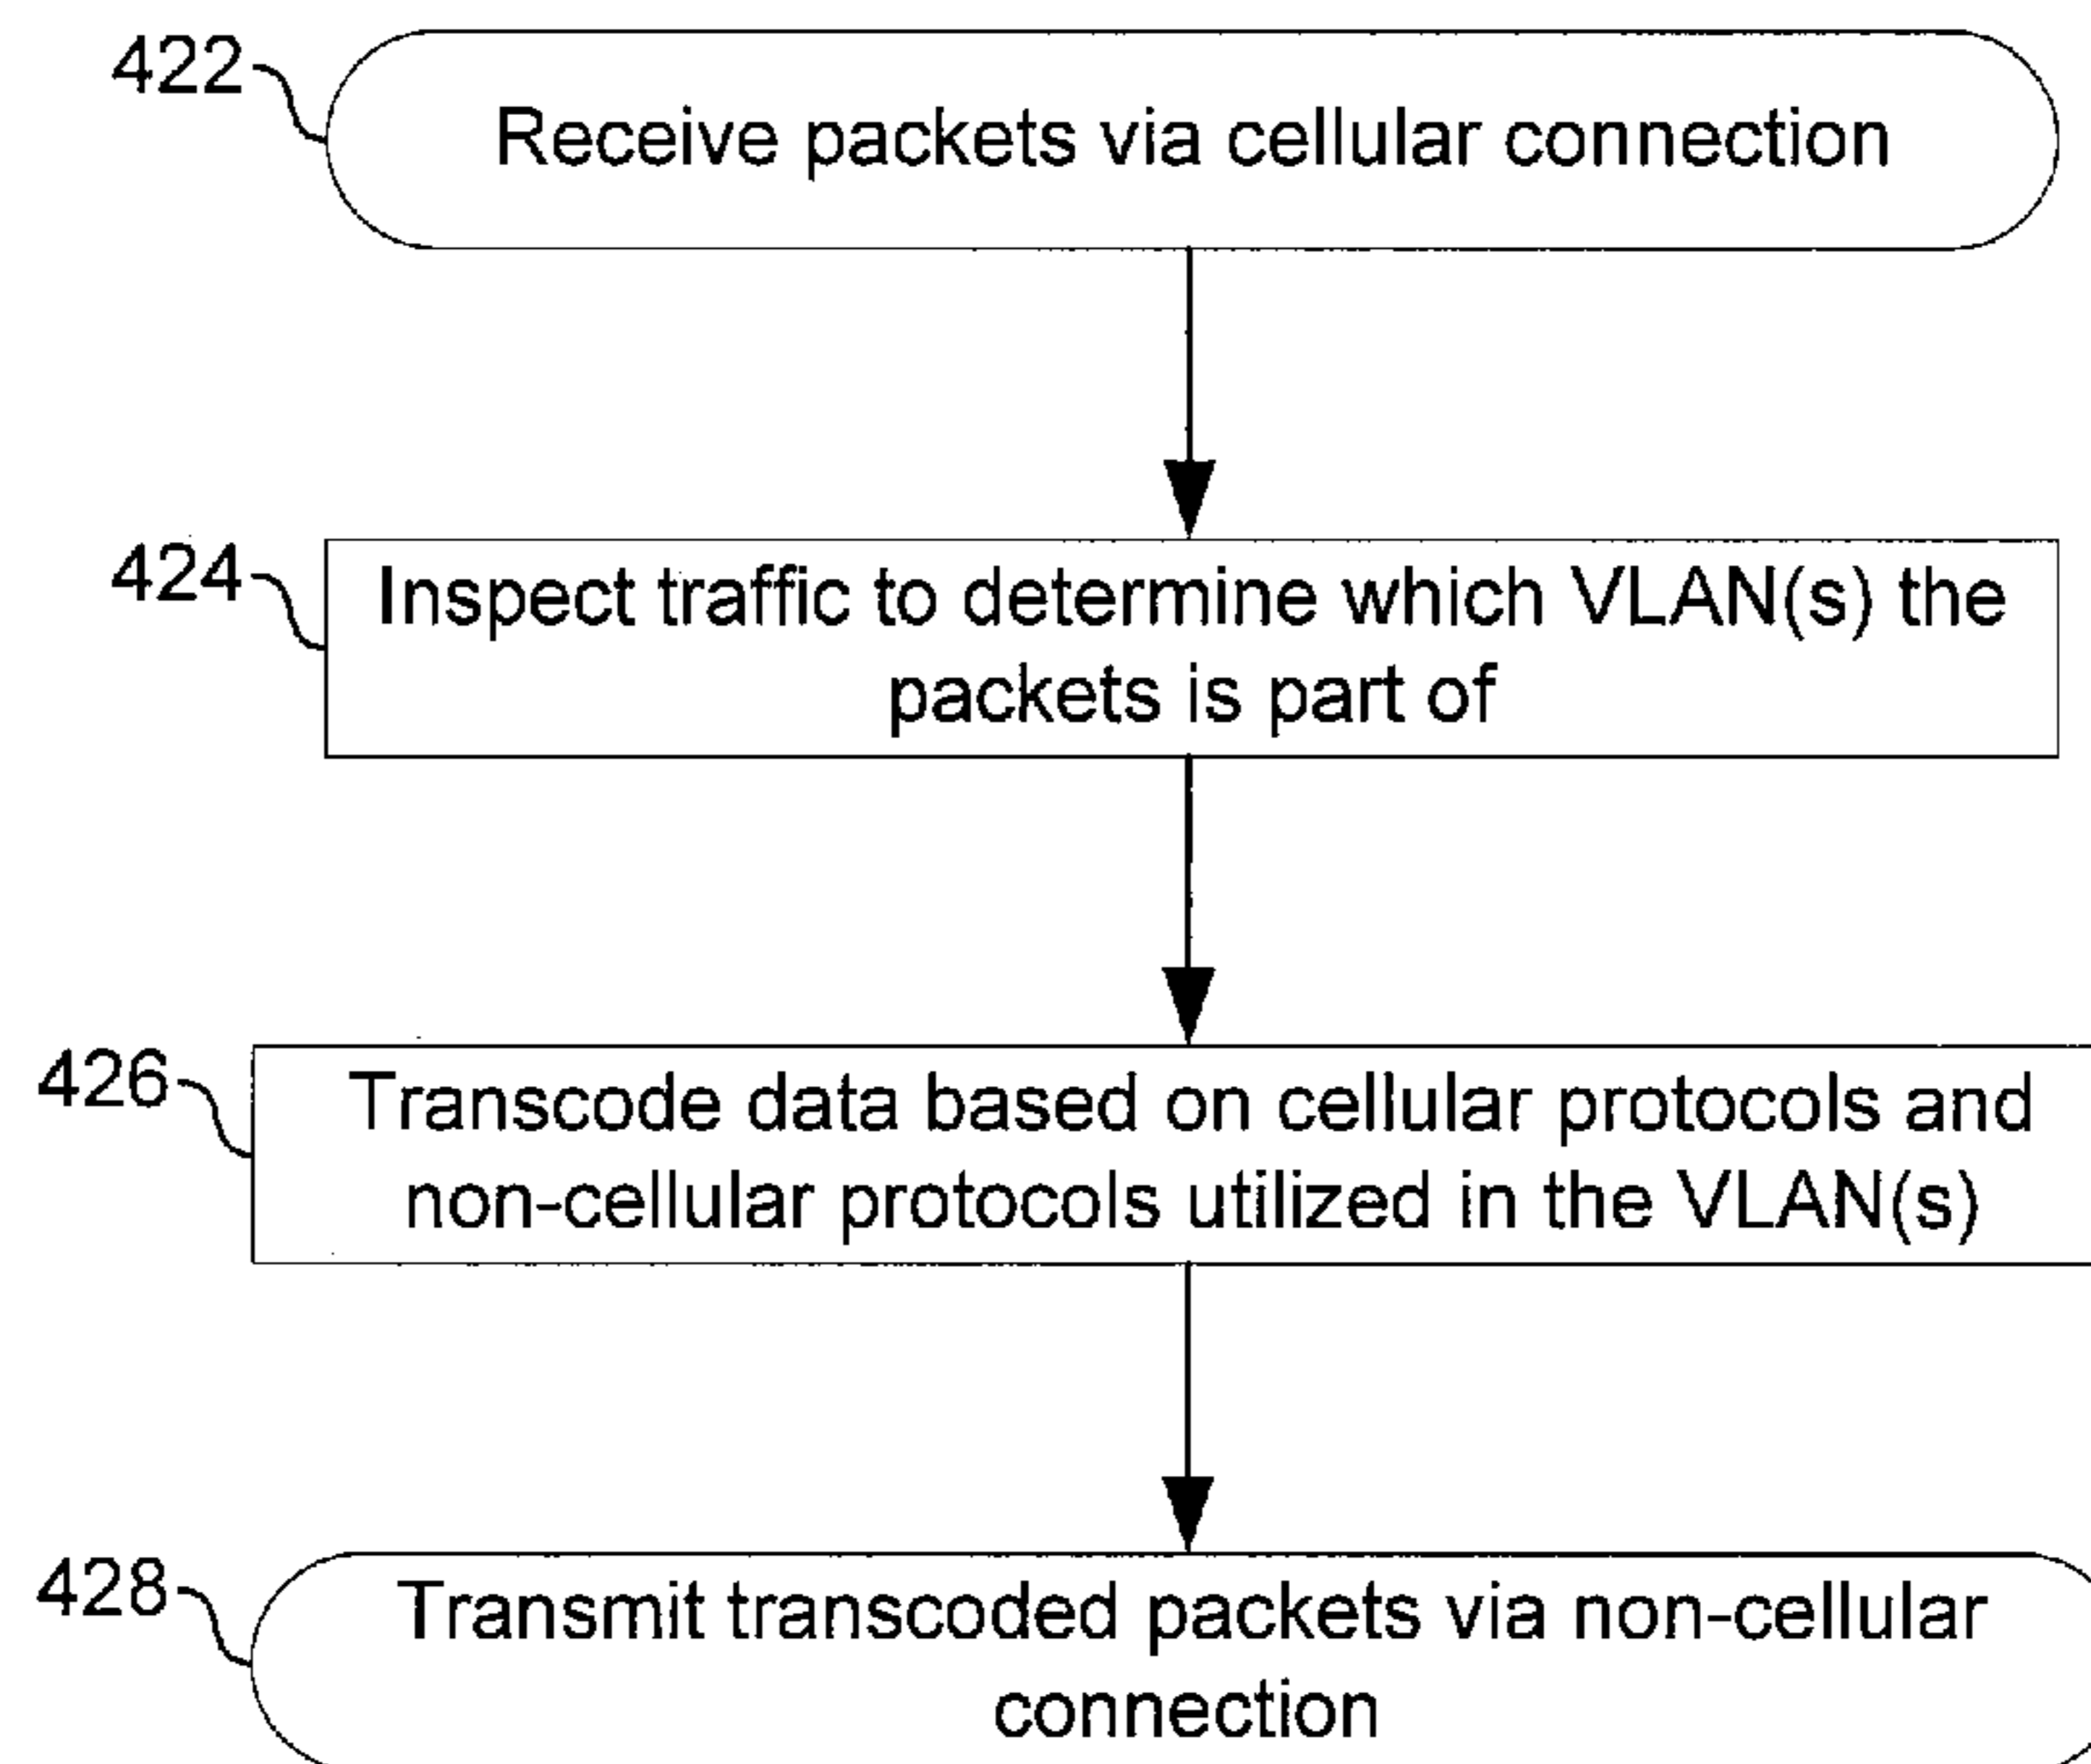 422
Receive packets via cellular connection
424
Inspect traffic to determine which VLAN(s) the
packets is part of
426
Transcode data based on cellular protocols and
non-cellular protocols utilized in the VLAN(s)
428
Transmit transcoded packets via non-cellular
connection